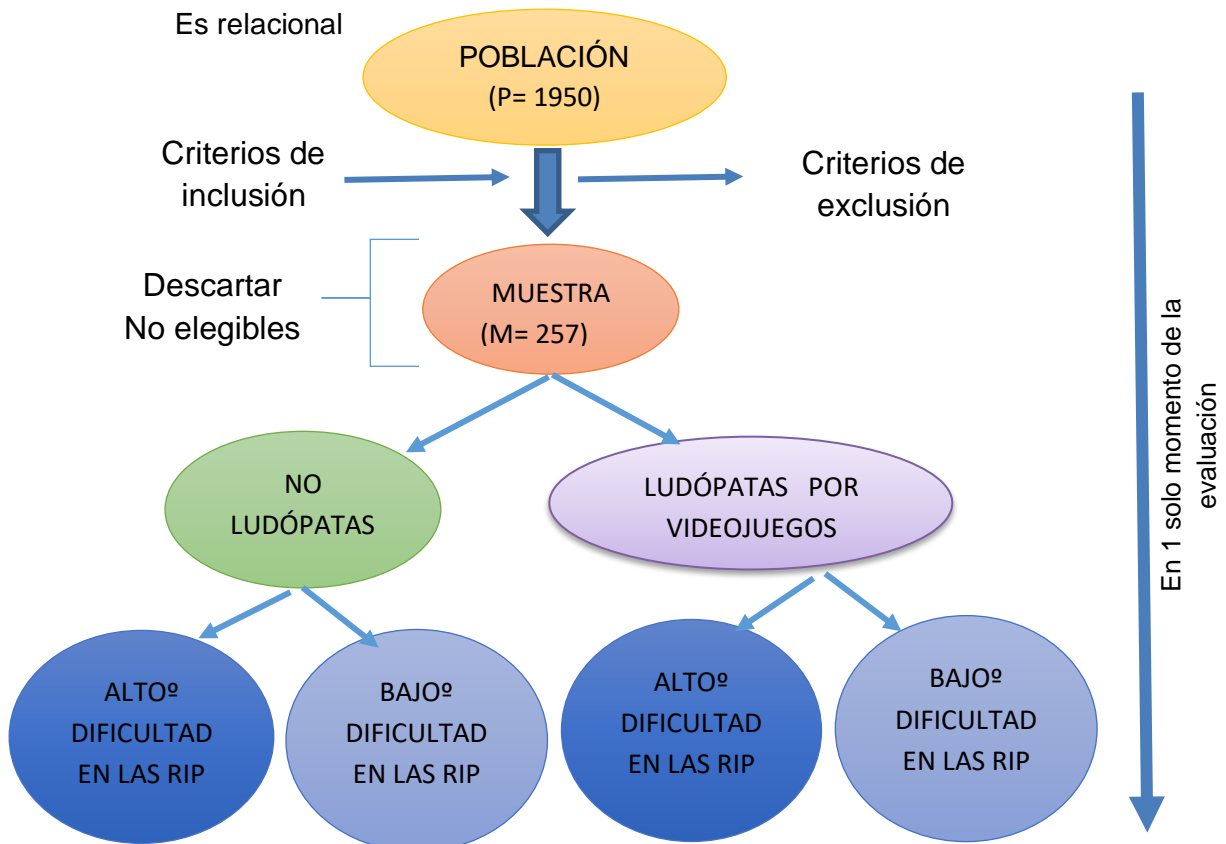 Es relacional
POBLACIÓN
(P= 1950)
Criterios de
inclusión
Criterios de
exclusión
Descartar
No elegibles
MUESTRA
(M= 257)
NO
LUDÓPATAS
LUDÓPATAS POR
VIDEOJUEGOS
ALTOº
DIFICULTAD
EN LAS RIP
BAJOº
DIFICULTAD
EN LAS RIP
ALTOº
DIFICULTAD
EN LAS RIP
BAJOº
DIFICULTAD
EN LAS RIP
En 1 solo momento de la
evaluación